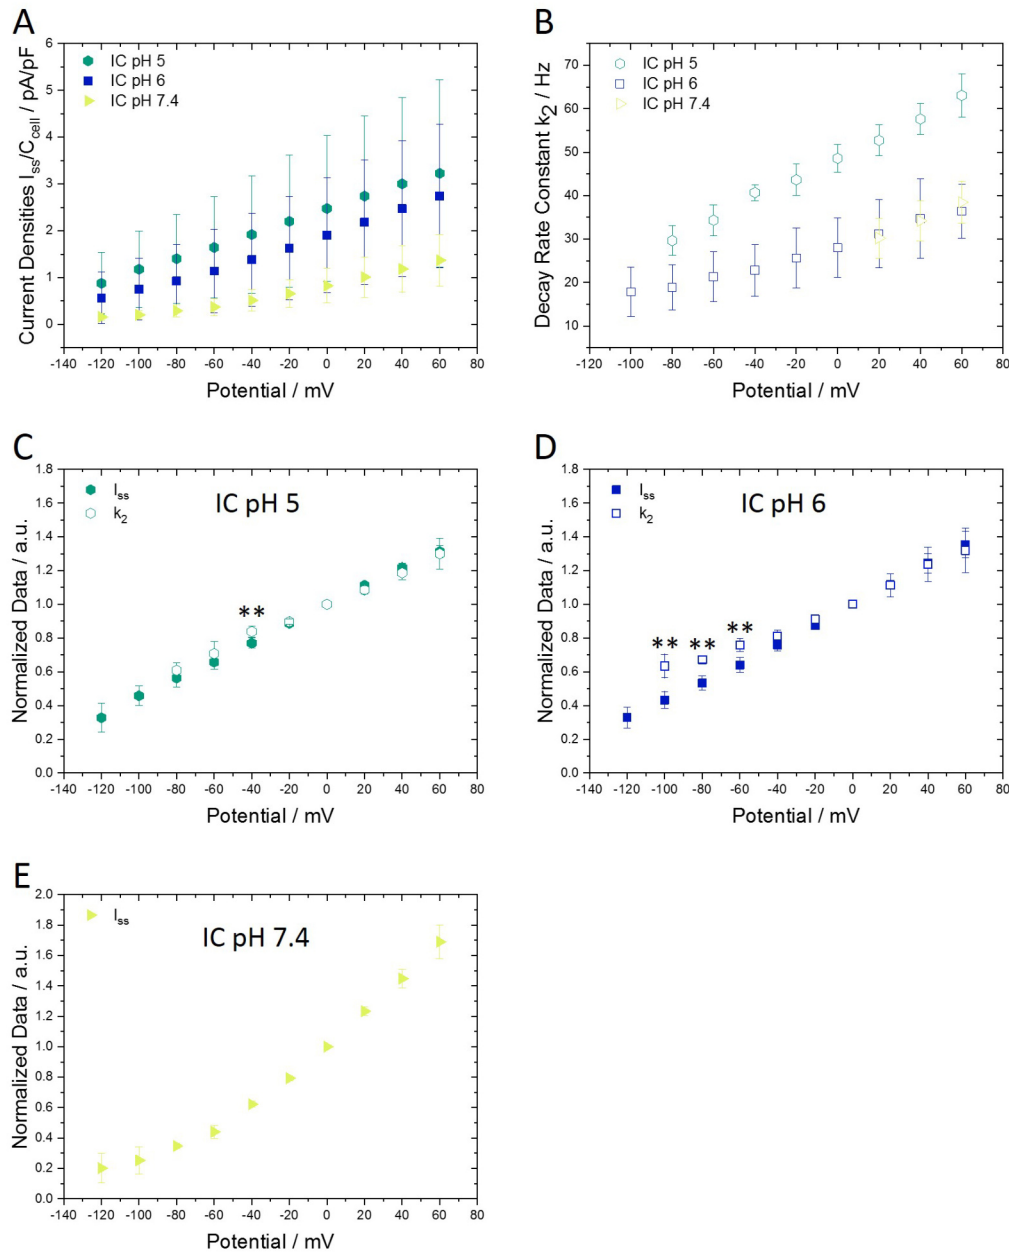 A
Current Densities I_ss/C_cell / pA/pF
6
5
4
3
2
1
0
IC pH 5
IC pH 6
IC pH 7.4
-140 -120 -100 -80 -60 -40 -20 0 20 40 60 80
Potential / mV
B
Decay Rate Constant k_2 / Hz
70
60
50
40
30
20
10
IC pH 5
IC pH 6
IC pH 7.4
-140 -120 -100 -80 -60 -40 -20 0 20 40 60 80
Potential / mV
C
Normalized Data / a.u.
1.8
1.6
1.4
1.2
1.0
0.8
0.6
0.4
0.2
0.0
I_ss
k_2
IC pH 5
**
-140 -120 -100 -80 -60 -40 -20 0 20 40 60 80
Potential / mV
D
Normalized Data / a.u.
1.8
1.6
1.4
1.2
1.0
0.8
0.6
0.4
0.2
0.0
I_ss
k_2
IC pH 6
** ** **
-140 -120 -100 -80 -60 -40 -20 0 20 40 60 80
Potential / mV
E
Normalized Data / a.u.
2.0
1.8
1.6
1.4
1.2
1.0
0.8
0.6
0.4
0.2
0.0
I_ss
IC pH 7.4
-140 -120 -100 -80 -60 -40 -20 0 20 40 60 80
Potential / mV